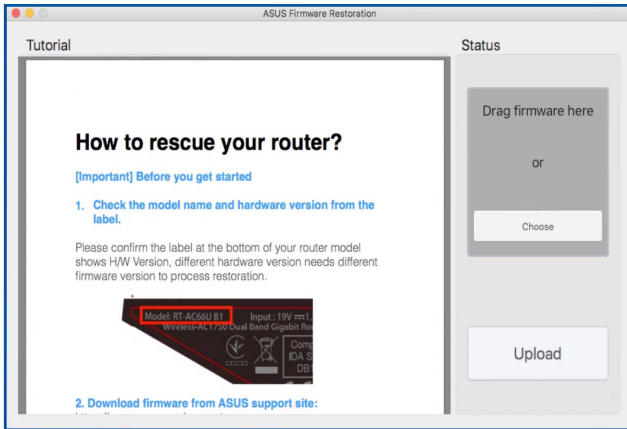 ASUS Firmware Restoration
Tutorial
Status
How to rescue your router?
[Important] Before you get started
1. Check the model name and hardware version from the
label.
Please confirm the label at the bottom of your router model
shows H/W Version, different hardware version needs different
firmware version to process restoration.
Model: RT-AC66U B1 Input : 19V
Wireless-AC1750 Dual Band Gigabit
2. Download firmware from ASUS support site:
Drag firmware here
or
Choose
Upload